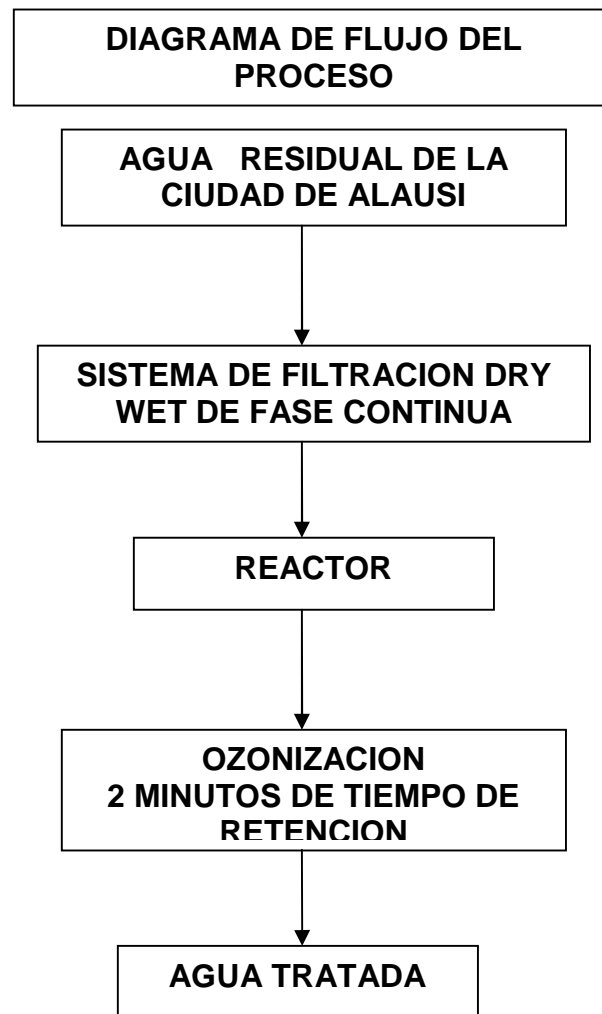 DIAGRAMA DE FLUJO DEL
PROCESO
AGUA RESIDUAL DE LA
CIUDAD DE ALAUSI
SISTEMA DE FILTRACION DRY
WET DE FASE CONTINUA
REACTOR
OZONIZACION
2 MINUTOS DE TIEMPO DE
RETENCION
AGUA TRATADA